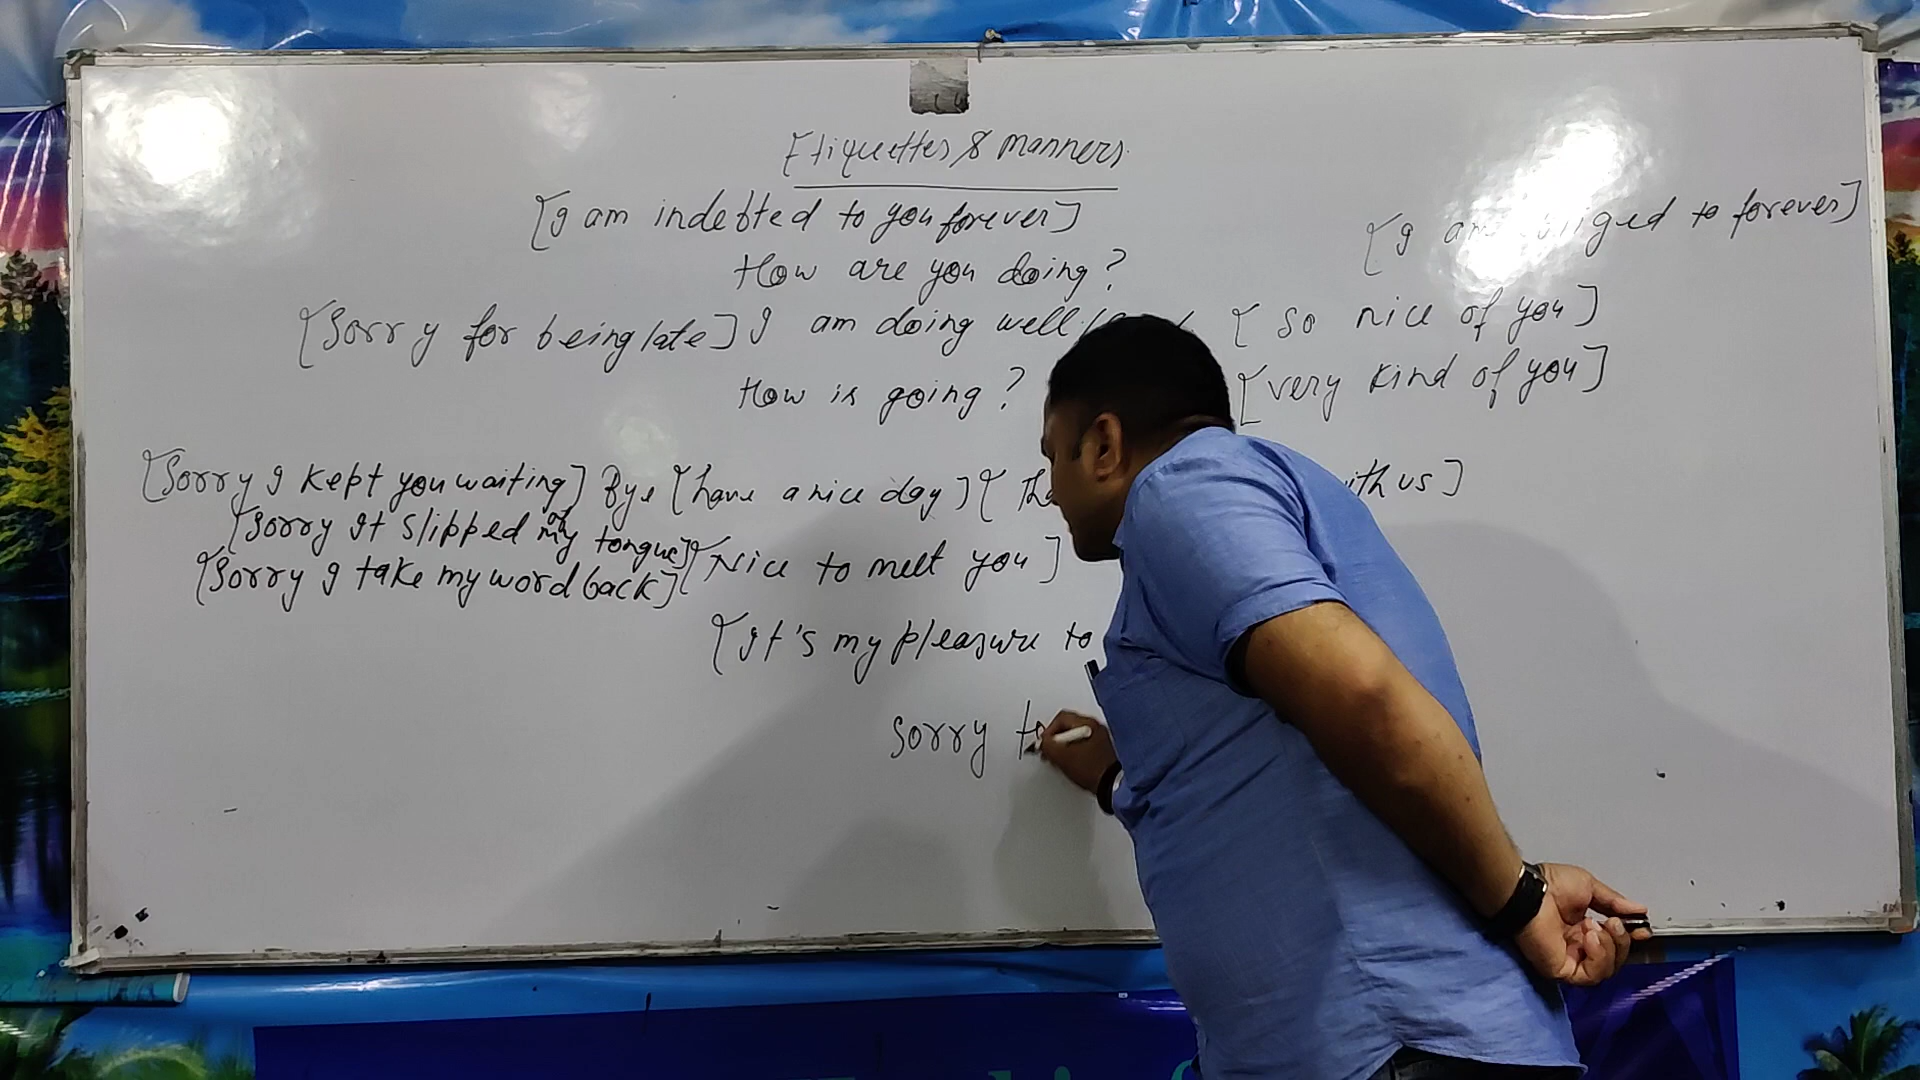 Etiquettes & manners.
[I am indebted to you forever]
[I am obliged to forever]
How are you doing?
[Sorry for being late] I am doing well
[so nice of you]
How is going?
[very kind of you]
[Sorry I kept you waiting] Bye [have a nice day] [
with us]
[Sorry It slipped of my tongue]
[Nice to meet you]
[Sorry I take my word back]
[It's my pleasure to
Sorry to